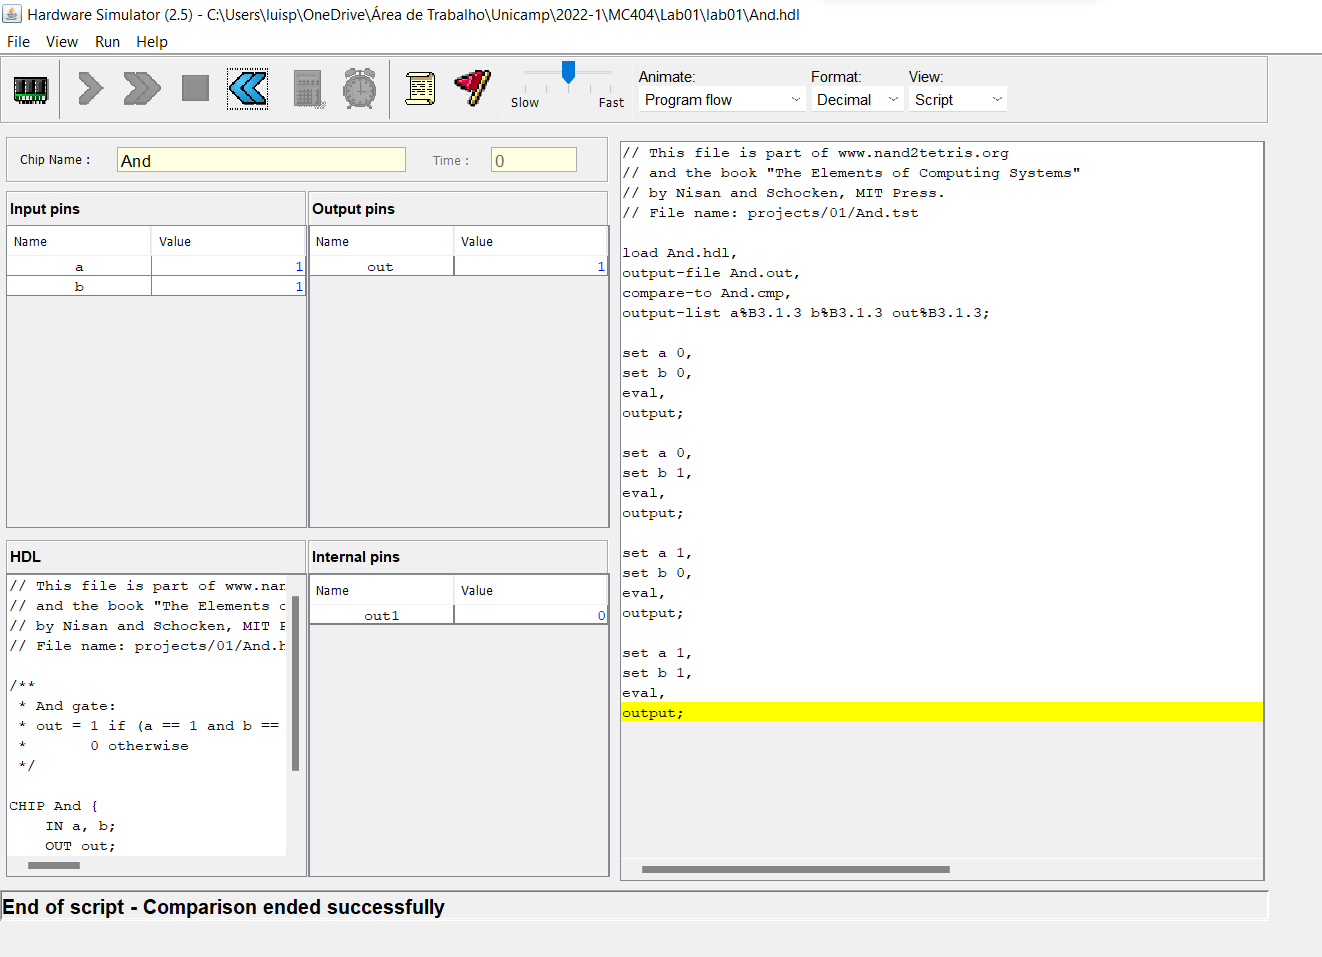 Hardware Simulator (2.5) - C:\Users\luisp\OneDrive\Área de Trabalho\Unicamp\2022-1\MC404\Lab01\lab01\And.hdl
File View Run Help
Slow Fast
Animate:
Program flow
Format:
Decimal
View:
Script
Chip Name : And Time : 0
Input pins
Name Value
a 1
b 1
Output pins
Name Value
out 1
HDL
// This file is part of www.nan
// and the book "The Elements o
// by Nisan and Schocken, MIT P
// File name: projects/01/And.h
/**
* And gate:
* out = 1 if (a == 1 and b ==
* 0 otherwise
*/
CHIP And {
IN a, b;
OUT out;
Internal pins
Name Value
out1 0
// This file is part of www.nand2tetris.org
// and the book "The Elements of Computing Systems"
// by Nisan and Schocken, MIT Press.
// File name: projects/01/And.tst
load And.hdl,
output-file And.out,
compare-to And.cmp,
output-list a%B3.1.3 b%B3.1.3 out%B3.1.3;
set a 0,
set b 0,
eval,
output;
set a 0,
set b 1,
eval,
output;
set a 1,
set b 0,
eval,
output;
set a 1,
set b 1,
eval,
output;
End of script - Comparison ended successfully